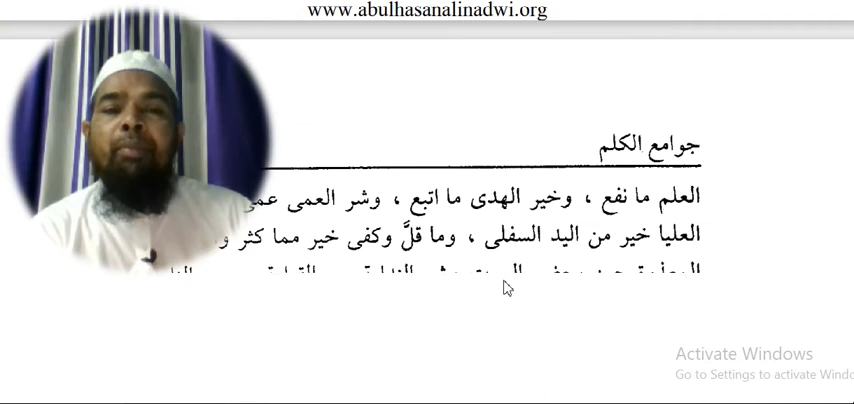 www.abulhasanalinadwi.org
جوامع الكلم
العلم ما نفع ، وخير الهدى ما اتبع ، وشر العمى
العليا خير من اليد السفلى ، وما قلَّ وكفى خير مما كثر
Activate Windows
Go to Settings to activate Windo